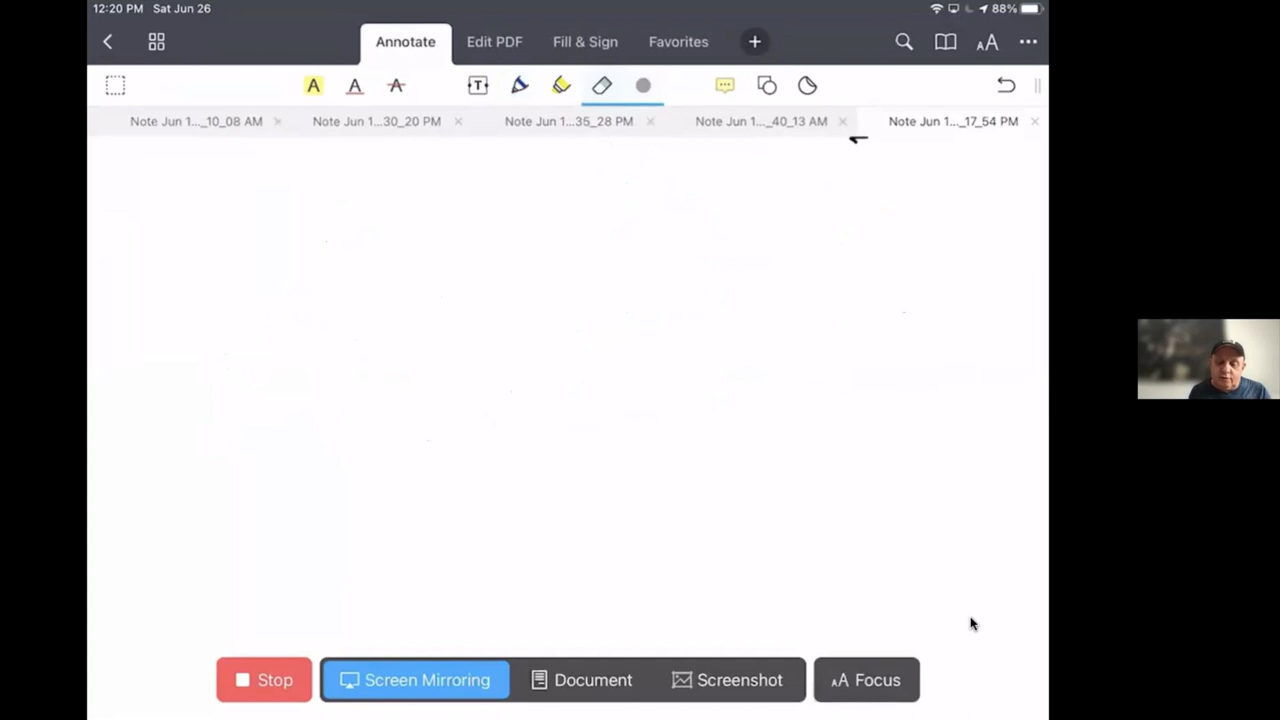 12:20 PM Sat Jun 26 88%
Annotate Edit PDF Fill & Sign Favorites
A A A T
Note Jun 1..._10_08 AM Note Jun 1...30_20 PM Note Jun 1...35_28 PM Note Jun 1..._40_13 AM Note Jun 1..._17_54 PM
Stop Screen Mirroring Document Screenshot AA Focus